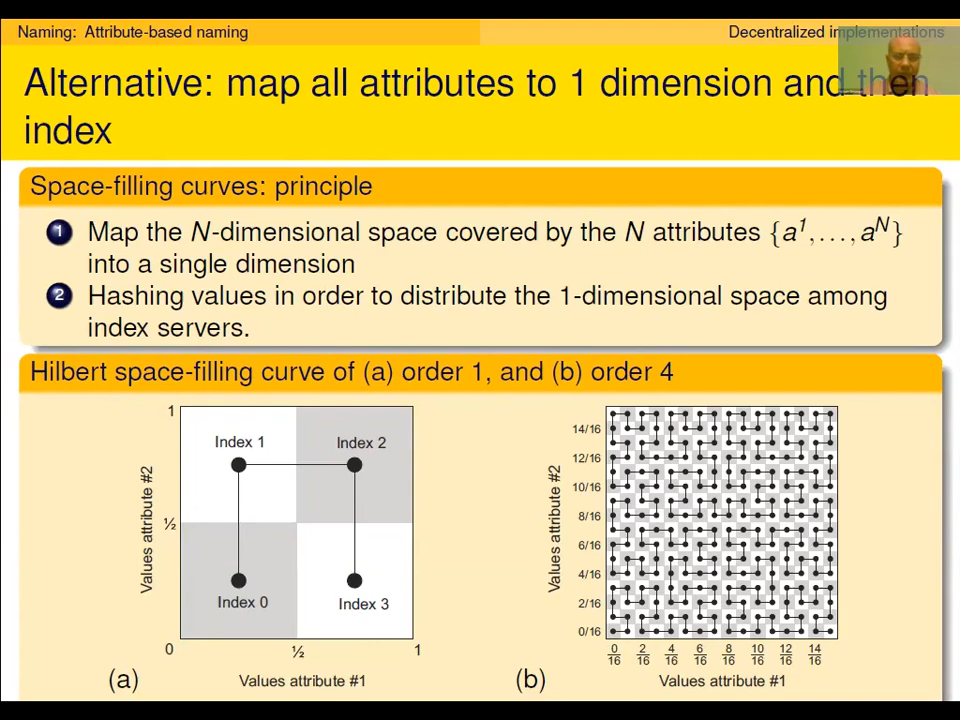 Naming: Attribute-based naming
Decentralized implementations
Alternative: map all attributes to 1 dimension and then
index
Space-filling curves: principle
1 Map the N-dimensional space covered by the N attributes {a¹,...,aᴺ}
into a single dimension
2 Hashing values in order to distribute the 1-dimensional space among
index servers.
Hilbert space-filling curve of (a) order 1, and (b) order 4
1
Index 1 Index 2
Values attribute #2
½
Index 0 Index 3
0 ½ 1
(a) Values attribute #1
14/16
12/16
10/16
Values attribute #2
8/16
6/16
4/16
2/16
0/16
0/16 2/16 4/16 6/16 8/16 10/16 12/16 14/16
(b) Values attribute #1